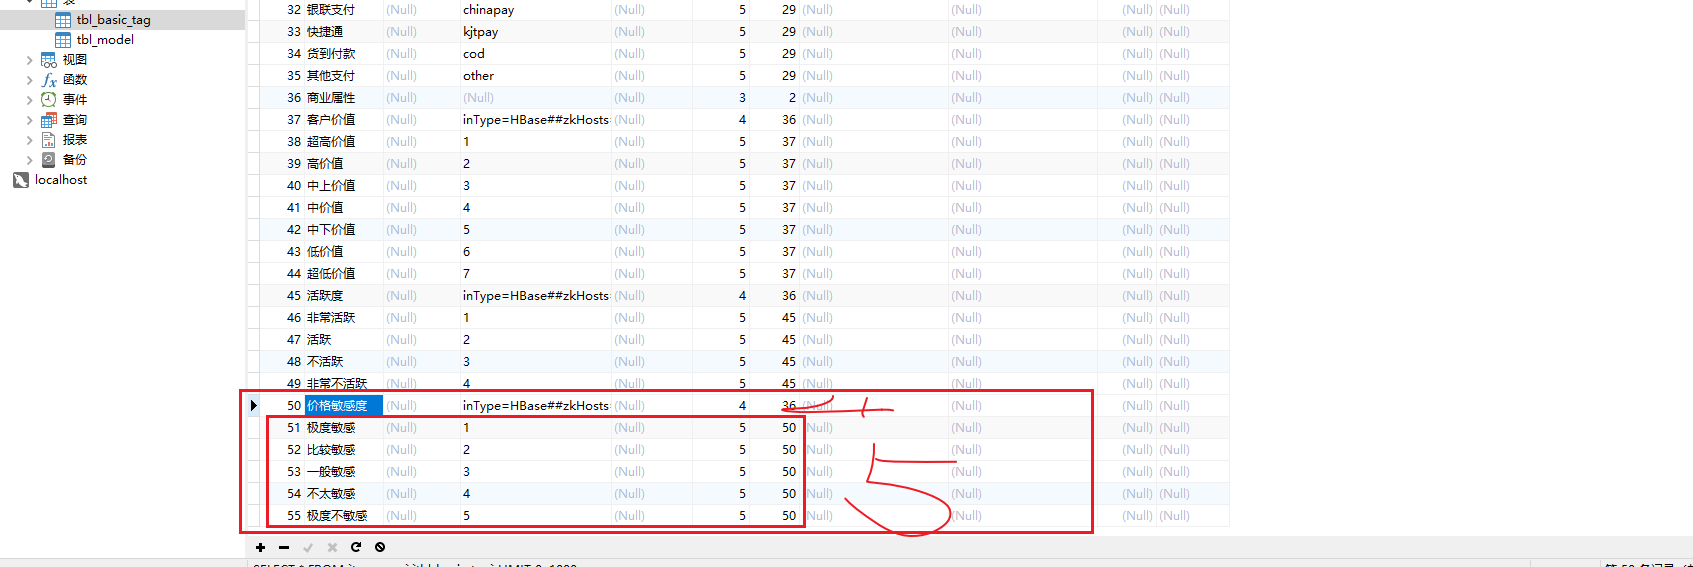 表
tbl_basic_tag
tbl_model
视图
fx 函数
事件
查询
报表
备份
localhost
32 银联支付 (Null) chinapay (Null) 5 29 (Null) (Null) (Null) (Null)
33 快捷通 (Null) kjtpay (Null) 5 29 (Null) (Null) (Null) (Null)
34 货到付款 (Null) cod (Null) 5 29 (Null) (Null) (Null) (Null)
35 其他支付 (Null) other (Null) 5 29 (Null) (Null) (Null) (Null)
36 商业属性 (Null) (Null) (Null) 3 2 (Null) (Null) (Null) (Null)
37 客户价值 (Null) inType=HBase##zkHosts= (Null) 4 36 (Null) (Null) (Null) (Null)
38 超高价值 (Null) 1 (Null) 5 37 (Null) (Null) (Null) (Null)
39 高价值 (Null) 2 (Null) 5 37 (Null) (Null) (Null) (Null)
40 中上价值 (Null) 3 (Null) 5 37 (Null) (Null) (Null) (Null)
41 中价值 (Null) 4 (Null) 5 37 (Null) (Null) (Null) (Null)
42 中下价值 (Null) 5 (Null) 5 37 (Null) (Null) (Null) (Null)
43 低价值 (Null) 6 (Null) 5 37 (Null) (Null) (Null) (Null)
44 超低价值 (Null) 7 (Null) 5 37 (Null) (Null) (Null) (Null)
45 活跃度 (Null) inType=HBase##zkHosts= (Null) 4 36 (Null) (Null) (Null) (Null)
46 非常活跃 (Null) 1 (Null) 5 45 (Null) (Null) (Null) (Null)
47 活跃 (Null) 2 (Null) 5 45 (Null) (Null) (Null) (Null)
48 不活跃 (Null) 3 (Null) 5 45 (Null) (Null) (Null) (Null)
49 非常不活跃 (Null) 4 (Null) 5 45 (Null) (Null) (Null) (Null)
50 价格敏感度 (Null) inType=HBase##zkHosts= (Null) 4 36 (Null) (Null) (Null) (Null)
51 极度敏感 (Null) 1 (Null) 5 50 (Null) (Null) (Null) (Null)
52 比较敏感 (Null) 2 (Null) 5 50 (Null) (Null) (Null) (Null)
53 一般敏感 (Null) 3 (Null) 5 50 (Null) (Null) (Null) (Null)
54 不太敏感 (Null) 4 (Null) 5 50 (Null) (Null) (Null) (Null)
55 极度不敏感 (Null) 5 (Null) 5 50 (Null) (Null) (Null) (Null)
5